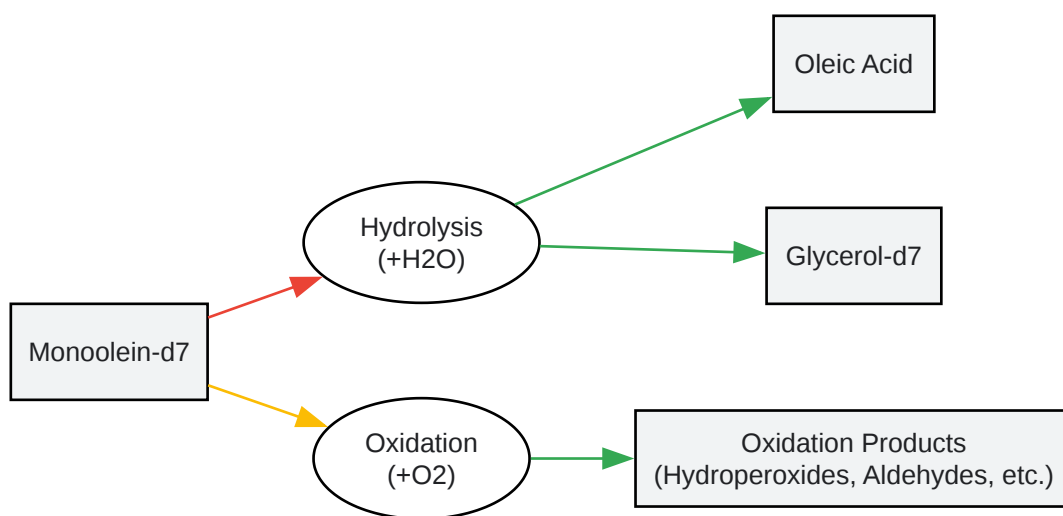 Oleic Acid
Hydrolysis
(+H2O)
Glycerol-d7
Monoolein-d7
Oxidation
(+O2)
Oxidation Products
(Hydroperoxides, Aldehydes, etc.)